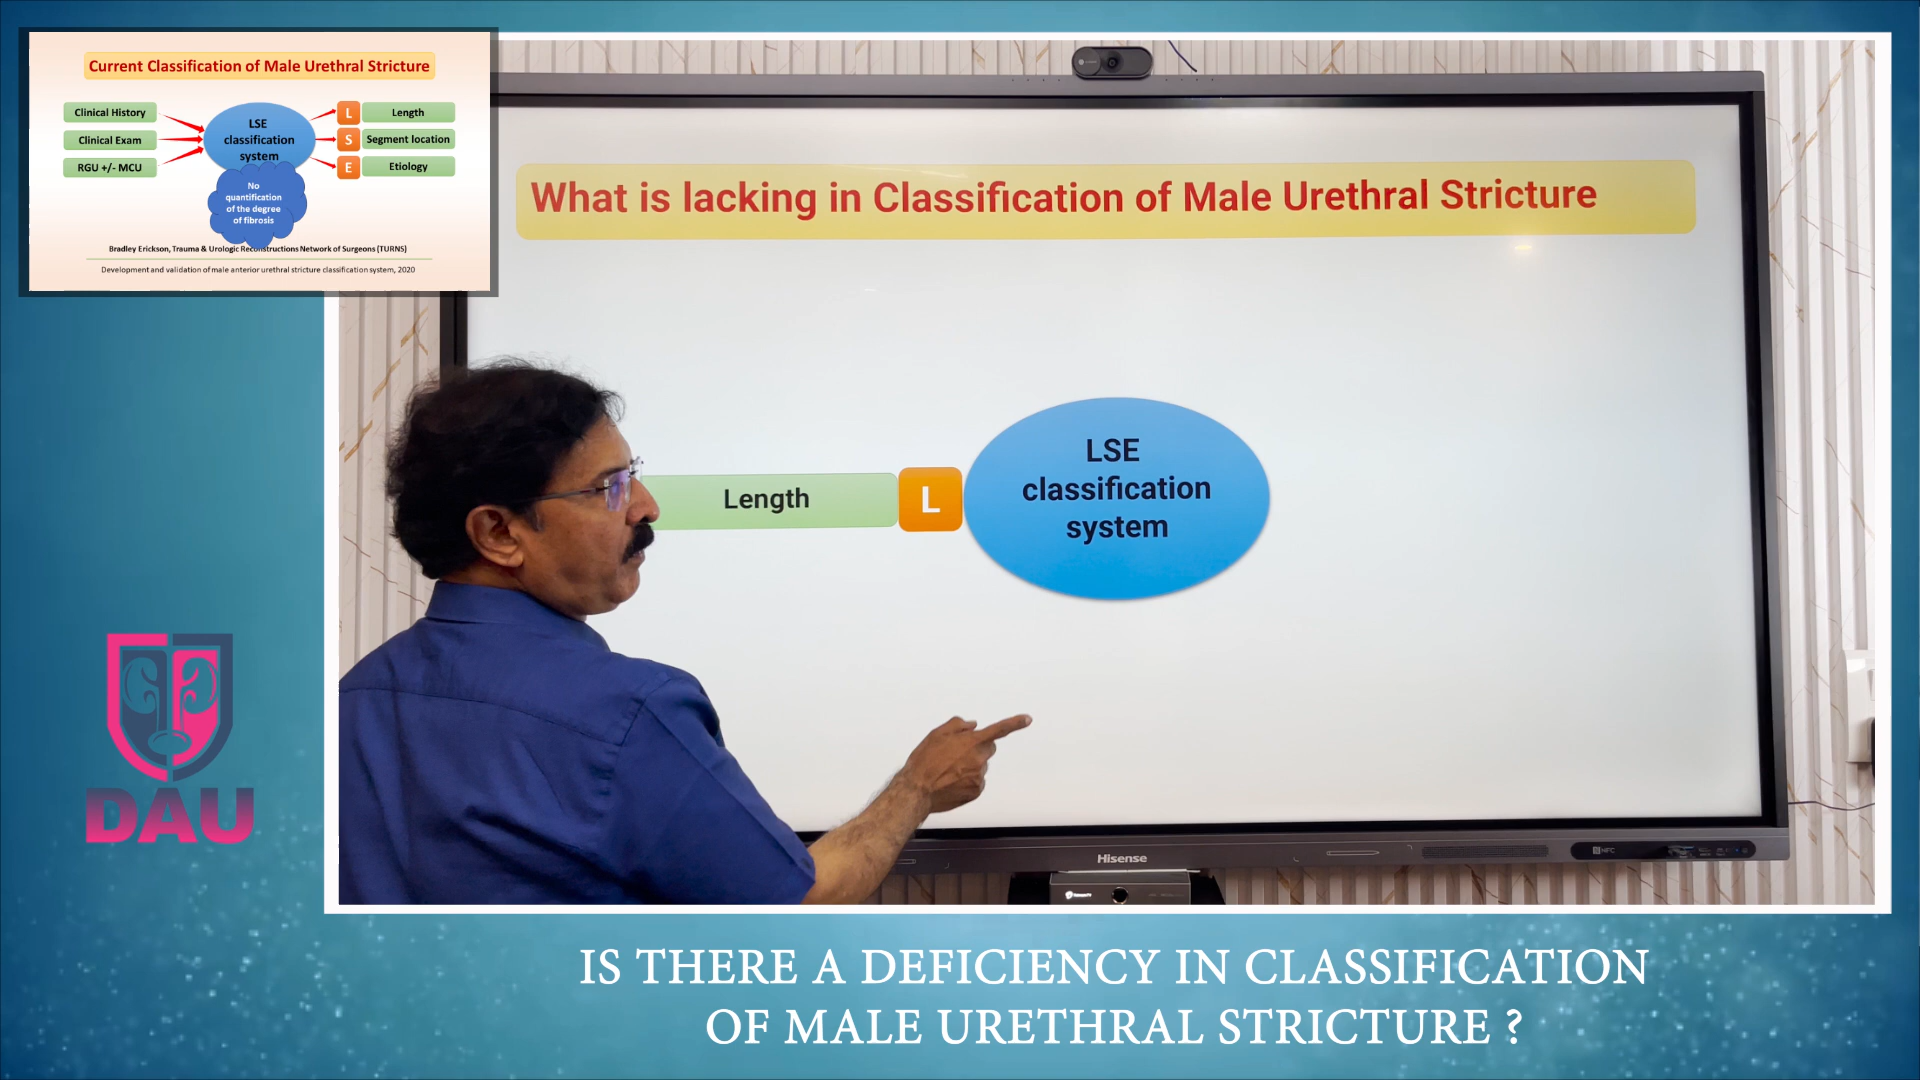 Current Classification of Male Urethral Stricture
Clinical History
Clinical Exam
RGU +/- MCU
LSE
classification
system
No
quantification
of the degree
of fibrosis
L
Length
S
Segment location
E
Etiology
Bradley Erickson, Trauma & Urologic Reconstructions Network of Surgeons (TURNS)
Development and validation of male anterior urethral stricture classification system, 2020
What is lacking in Classification of Male Urethral Stricture
Length
L
LSE
classification
system
Hisense
NFC
DAU
IS THERE A DEFICIENCY IN CLASSIFICATION
OF MALE URETHRAL STRICTURE ?